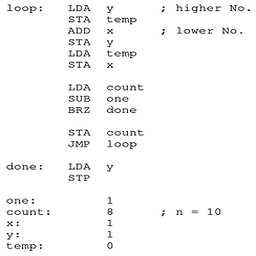 loop: LDA y ; higher No.
STA temp
ADD x ; lower No.
STA y
LDA temp
STA x
LDA count
SUB one
BRZ done
STA count
JMP loop
done: LDA y
STP
one: 1
count: 8 ; n = 10
x: 1
y: 1
temp: 0